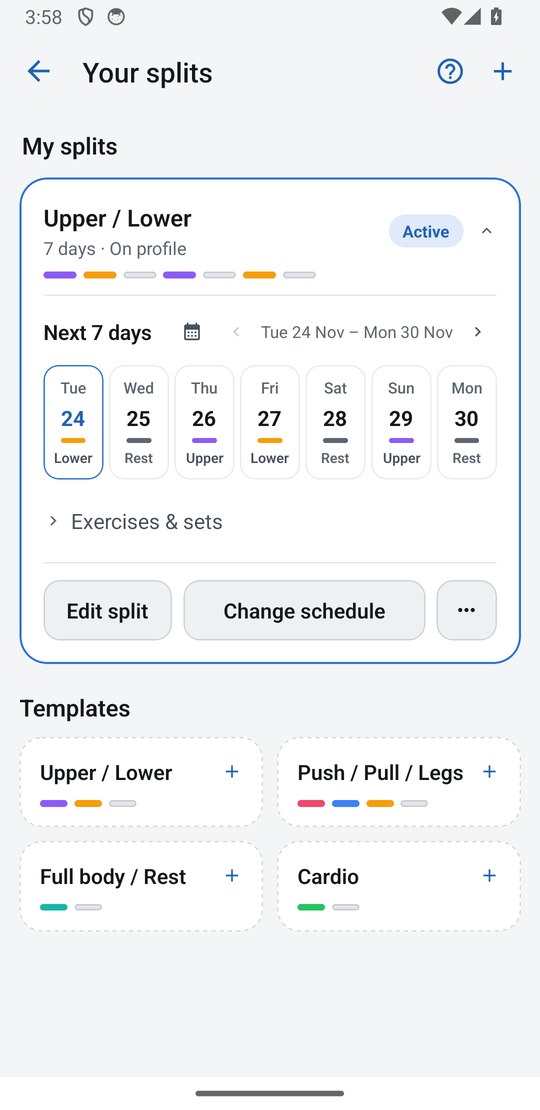 3:58
Your splits
My splits
Upper / Lower
7 days · On profile
Active
Next 7 days
Tue 24 Nov – Mon 30 Nov
Tue Wed Thu Fri Sat Sun Mon
24 25 26 27 28 29 30
Lower Rest Upper Lower Rest Upper Rest
Exercises & sets
Edit split
Change schedule
Templates
Upper / Lower
Push / Pull / Legs
Full body / Rest
Cardio